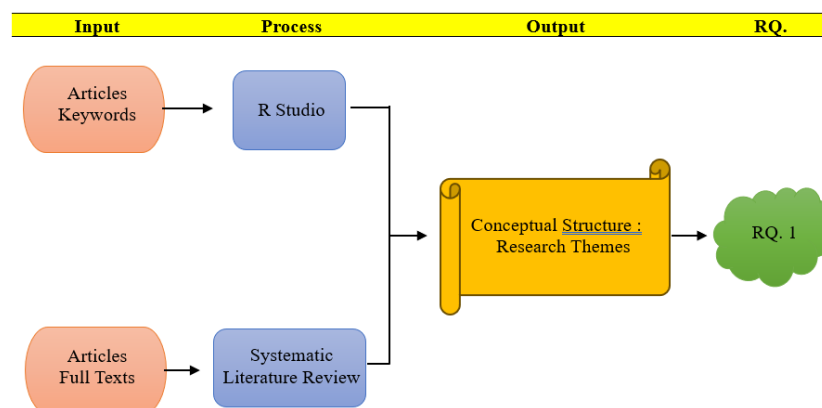 Input Process Output RQ.
Articles
Keywords
R Studio
Conceptual Structure :
Research Themes
RQ. 1
Articles
Full Texts
Systematic
Literature Review